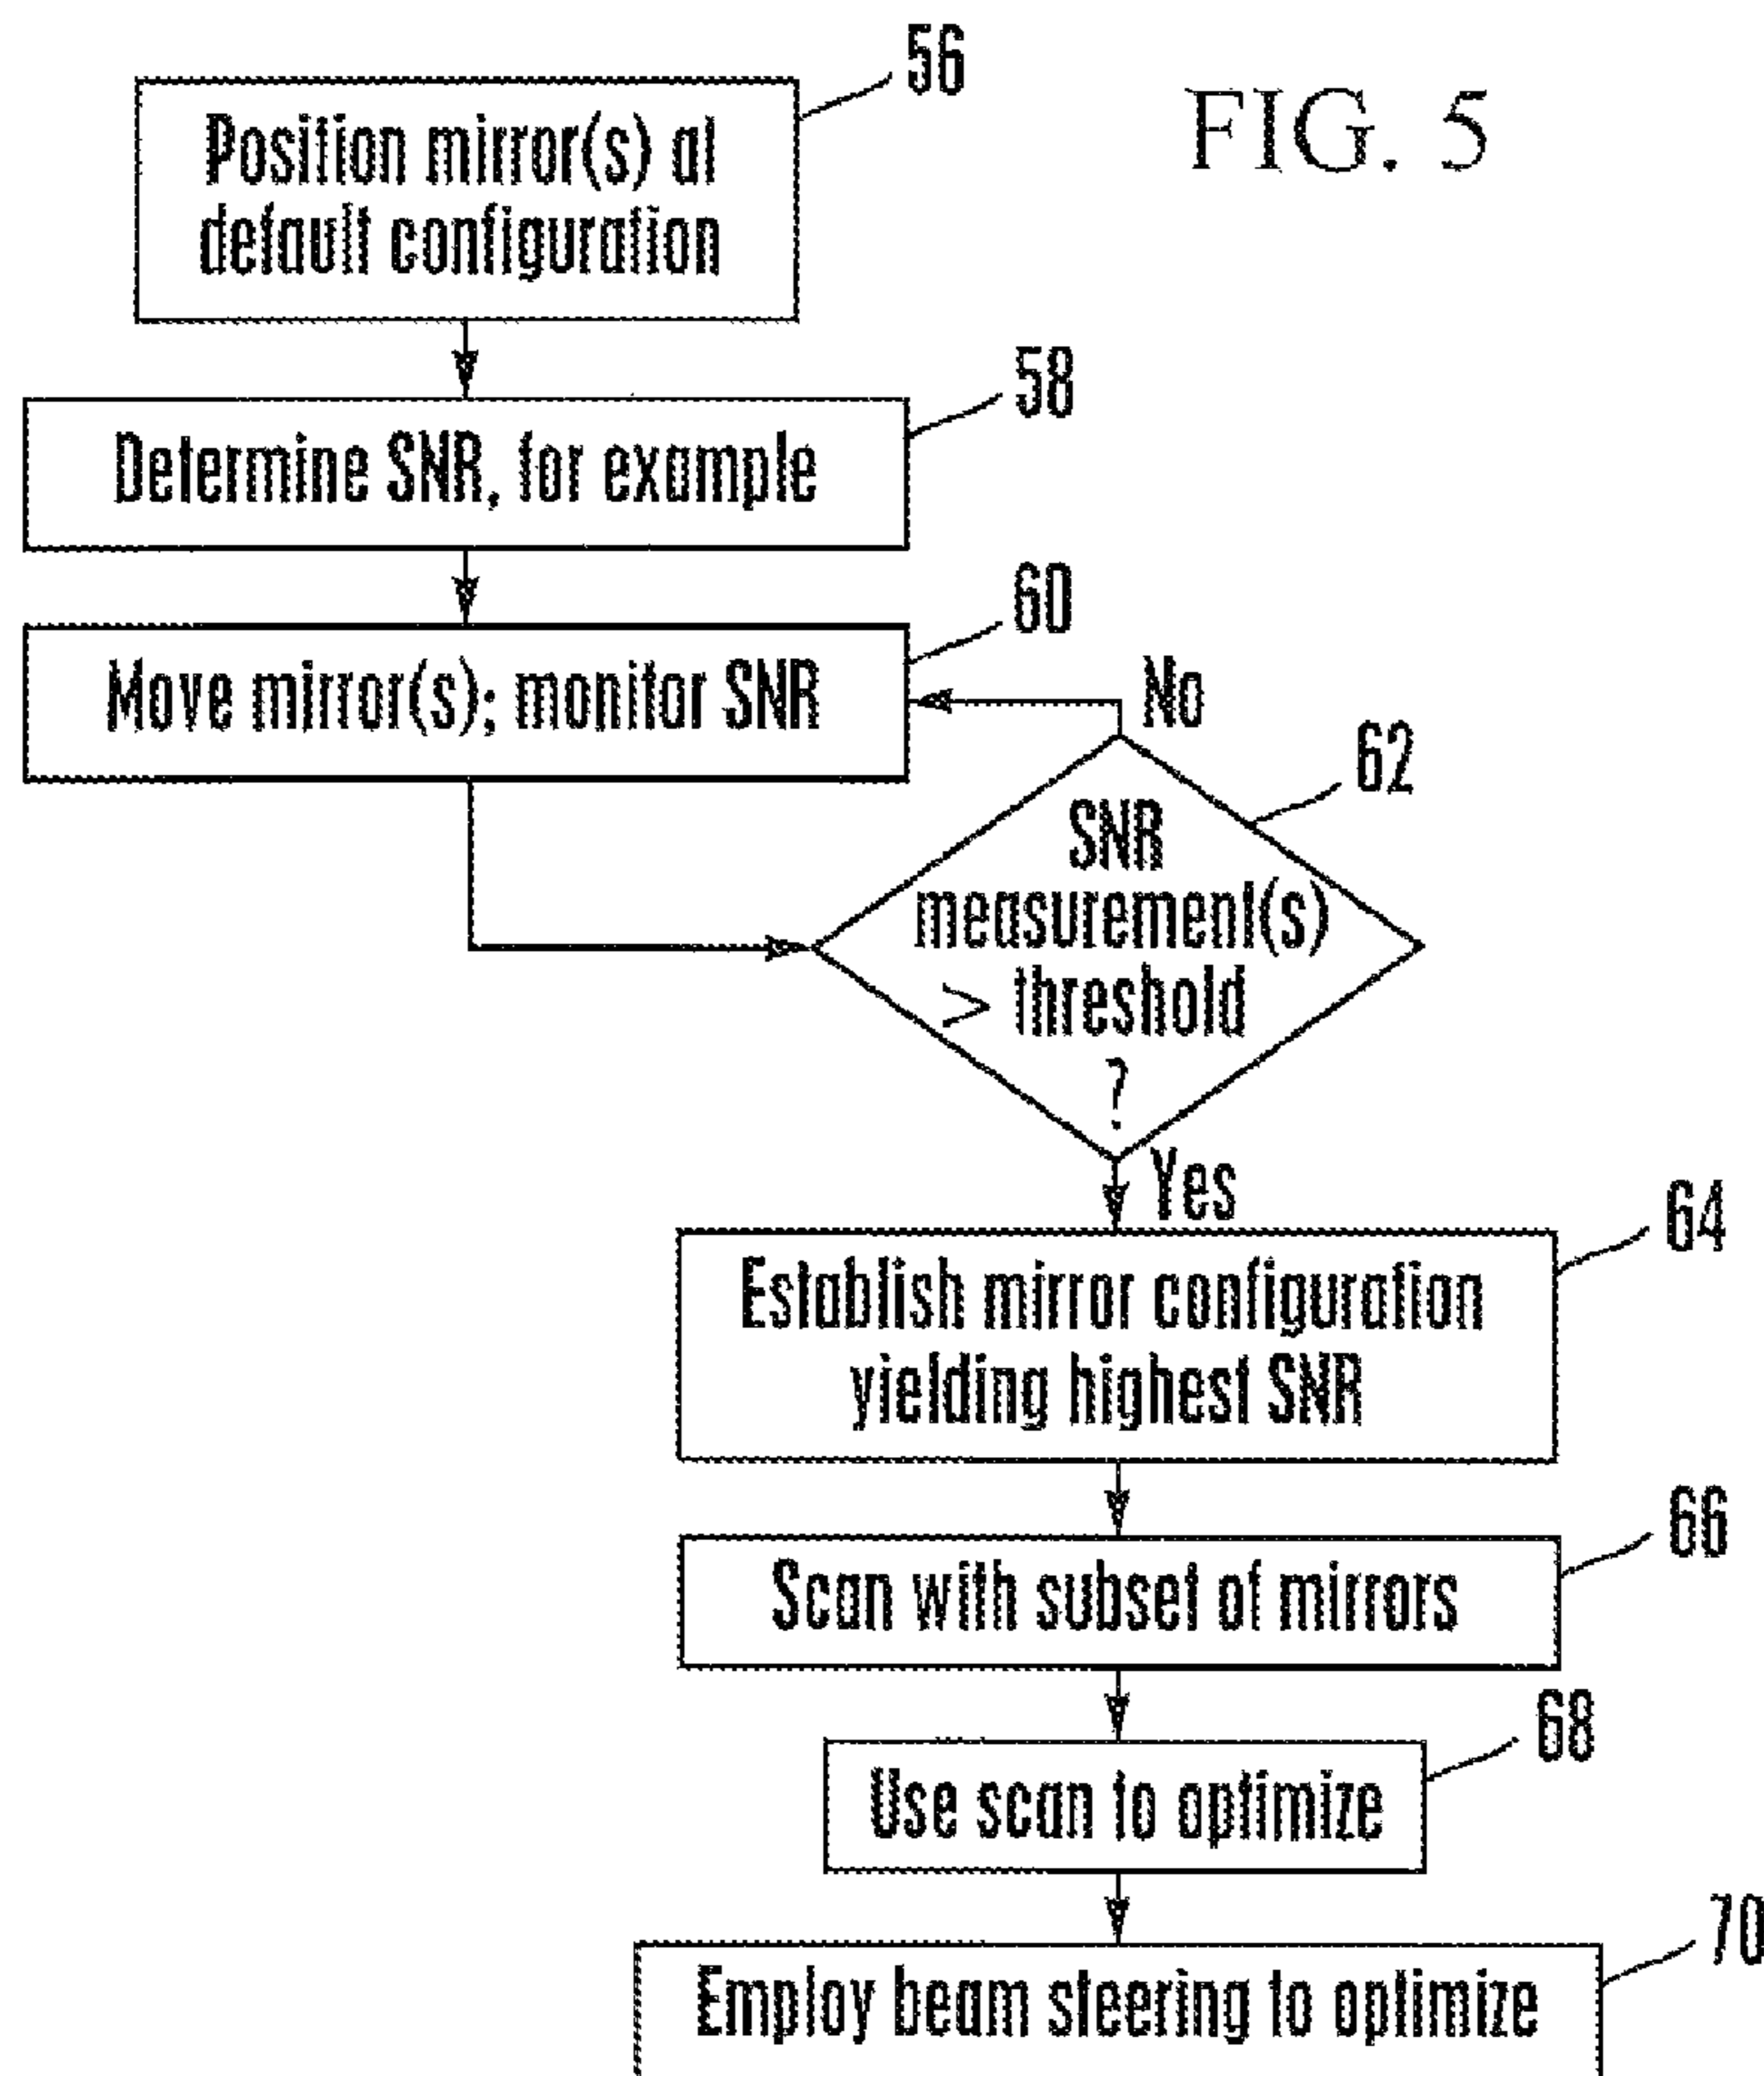 FIG. 5
56
Position mirror(s) at
default configuration
58
Determine SNR, for example
60
Move mirror(s); monitor SNR
No
62
SNR
measurement(s)
> threshold
?
Yes
64
Establish mirror configuration
yielding highest SNR
66
Scan with subset of mirrors
68
Use scan to optimize
70
Employ beam steering to optimize